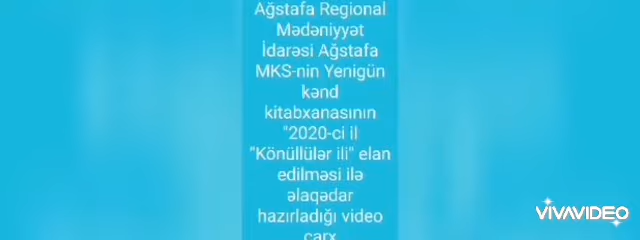 Ağstafa Regional
Mədəniyyət
İdarəsi Ağstafa
MKS-nin Yenigün
kənd
kitabxanasının
"2020-ci il
"Könüllülər ili" elan
edilməsi ilə
əlaqədar
hazırladığı video
çarx
VIVAVIDEO